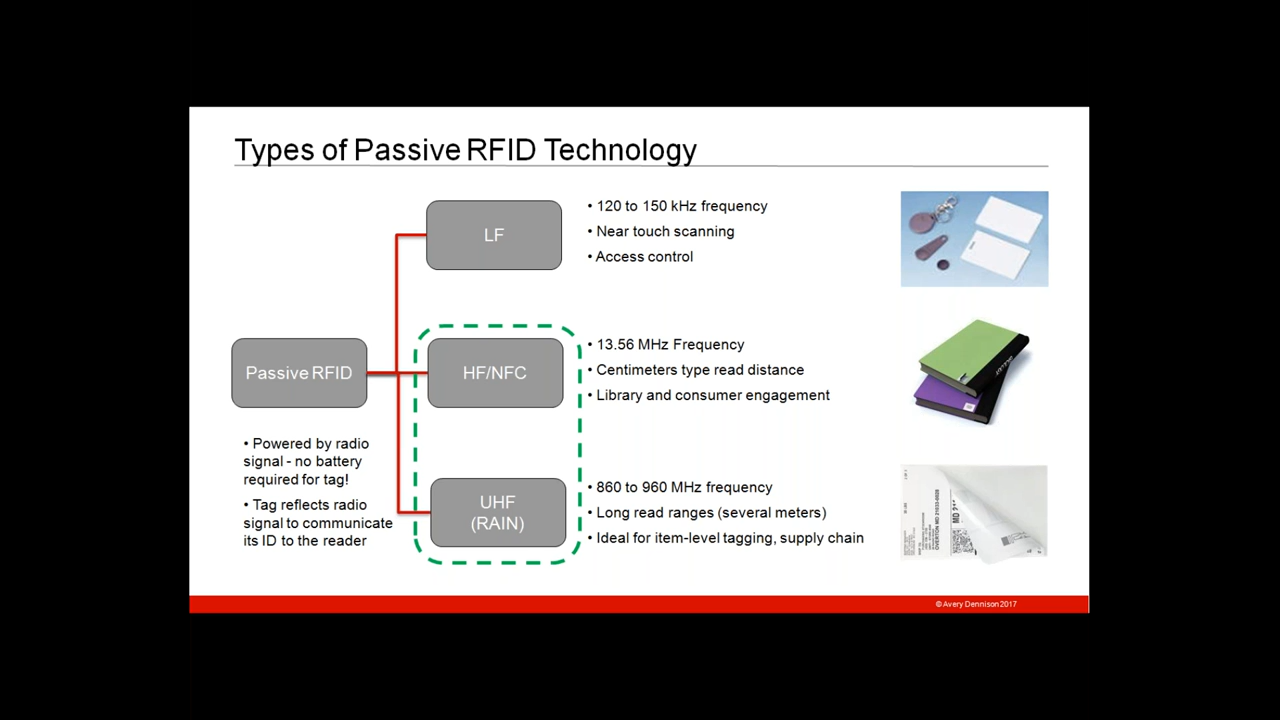 Types of Passive RFID Technology
LF
• 120 to 150 kHz frequency
• Near touch scanning
• Access control
Passive RFID
• Powered by radio
signal - no battery
required for tag!
• Tag reflects radio
signal to communicate
its ID to the reader
HF/NFC
• 13.56 MHz Frequency
• Centimeters type read distance
• Library and consumer engagement
UHF
(RAIN)
• 860 to 960 MHz frequency
• Long read ranges (several meters)
• Ideal for item-level tagging, supply chain
© Avery Dennison 2017